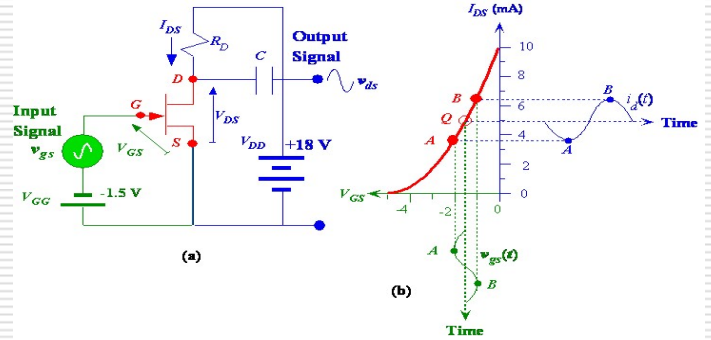 I_DS
R_D
C
Output
Signal
v_ds
D
G
S
V_DS
V_GS
Input
Signal
v_gs
V_DD
+18 V
V_GG
-1.5 V
(a)
I_DS (mA)
10
8
6
4
2
0
B
Q
A
B
i_d(t)
Time
A
V_GS
-4
-2
0
A
v_gs(t)
B
(b)
Time